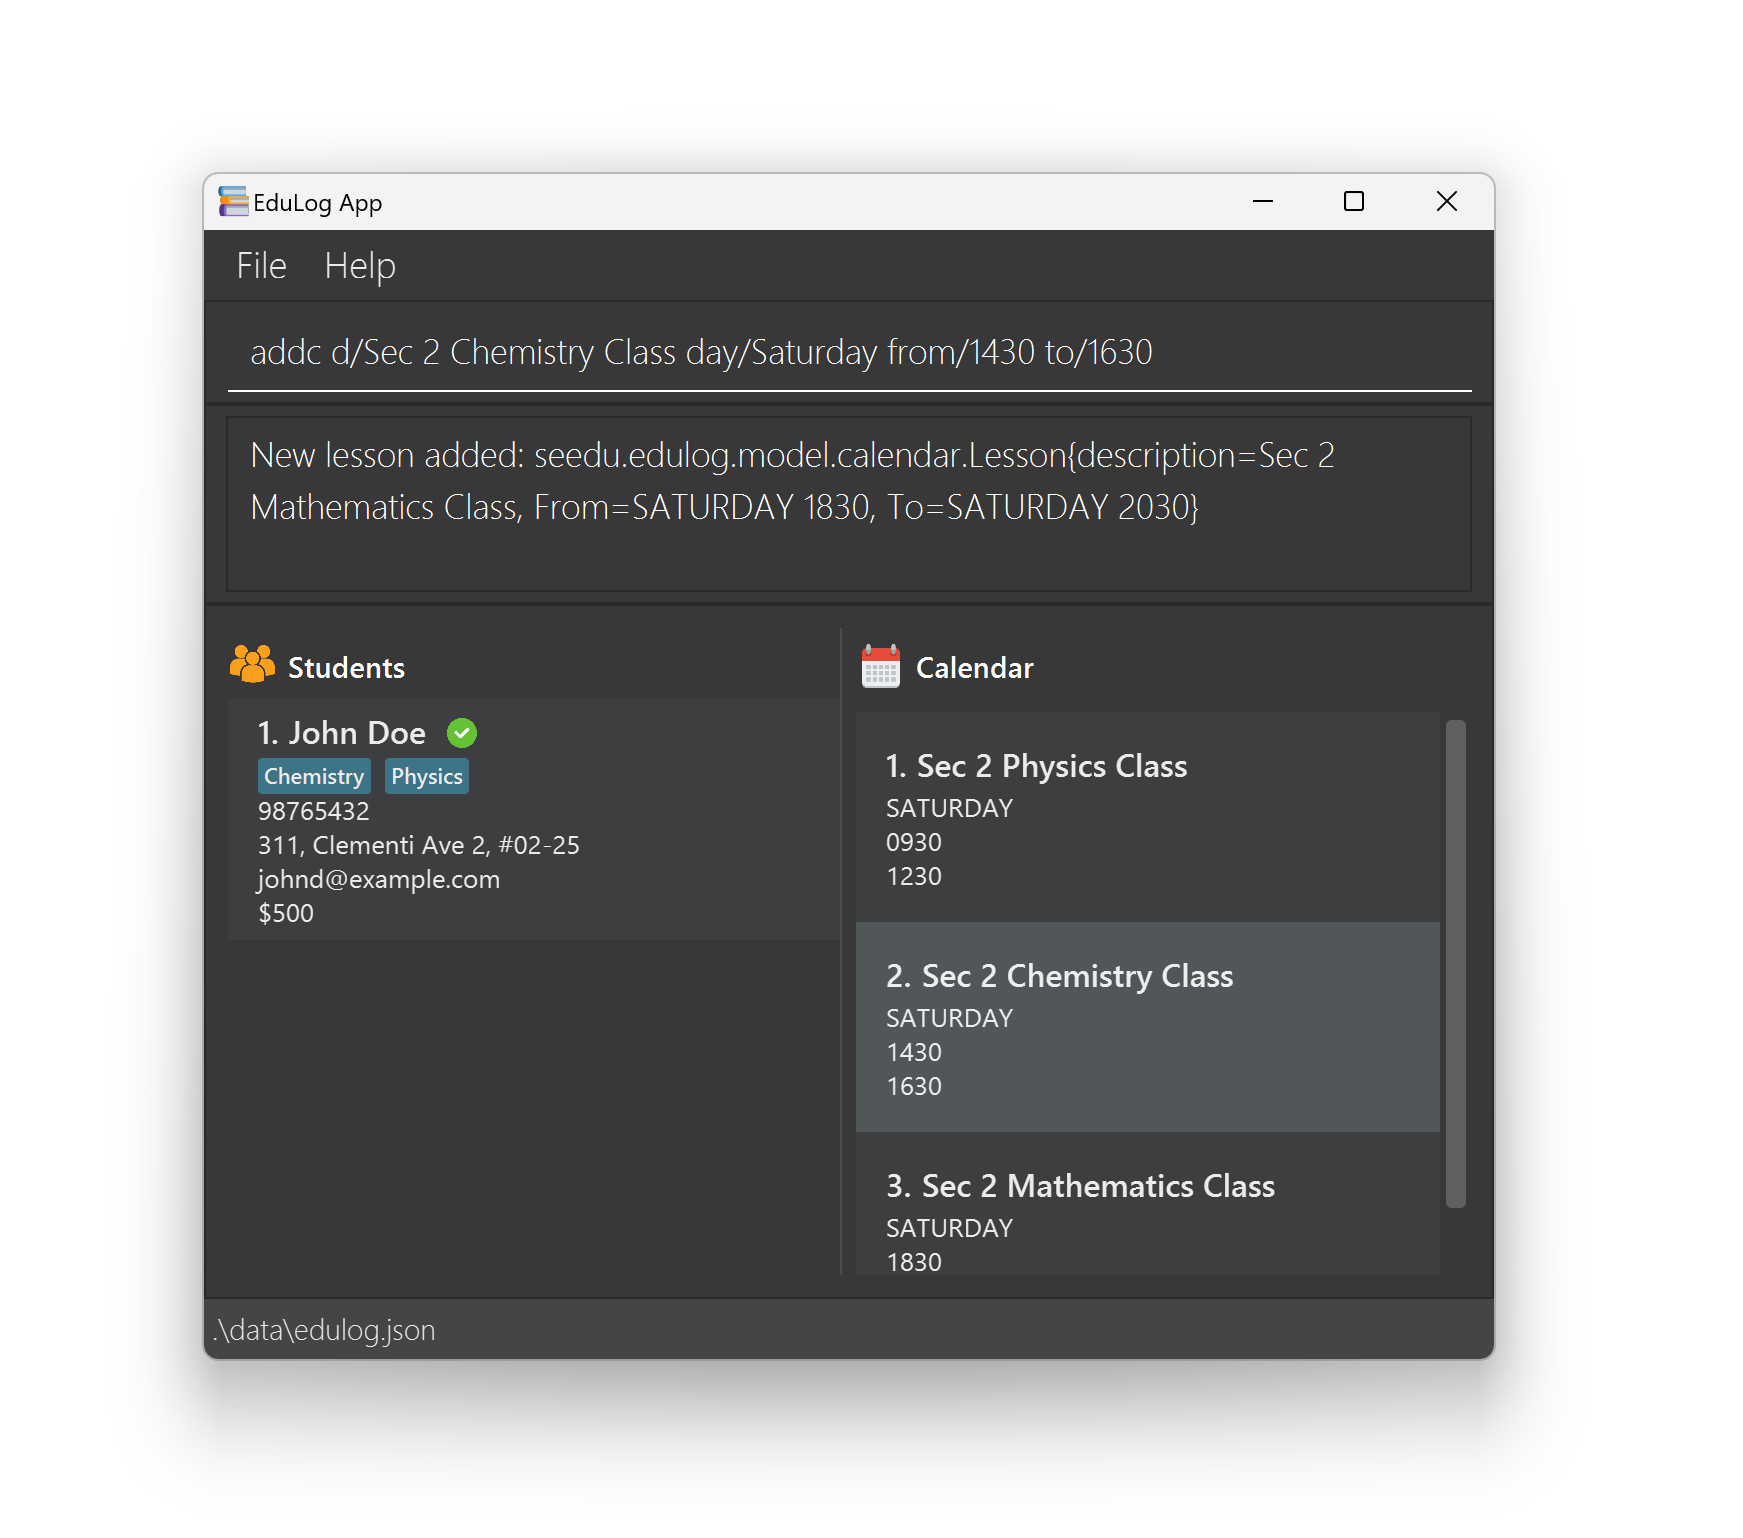 EduLog App
File Help
addc d/Sec 2 Chemistry Class day/Saturday from/1430 to/1630
New lesson added: seedu.edulog.model.calendar.Lesson{description=Sec 2
Mathematics Class, From=SATURDAY 1830, To=SATURDAY 2030}
Students
1. John Doe
Chemistry Physics
98765432
311, Clementi Ave 2, #02-25
johnd@example.com
$500
Calendar
1. Sec 2 Physics Class
SATURDAY
0930
1230
2. Sec 2 Chemistry Class
SATURDAY
1430
1630
3. Sec 2 Mathematics Class
SATURDAY
1830
.\data\edulog.json